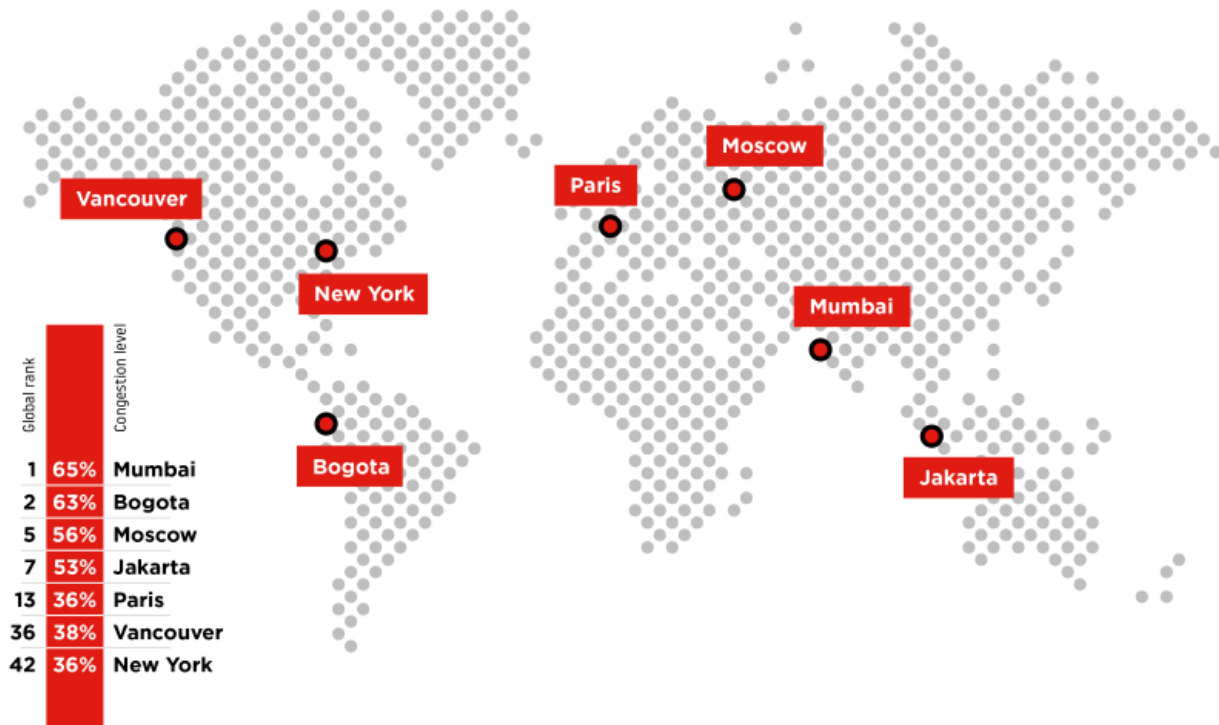 Moscow
Paris
Vancouver
New York
Mumbai
Bogota
Jakarta
Global rank
Congestion level
1 65% Mumbai
2 63% Bogota
5 56% Moscow
7 53% Jakarta
13 36% Paris
36 38% Vancouver
42 36% New York